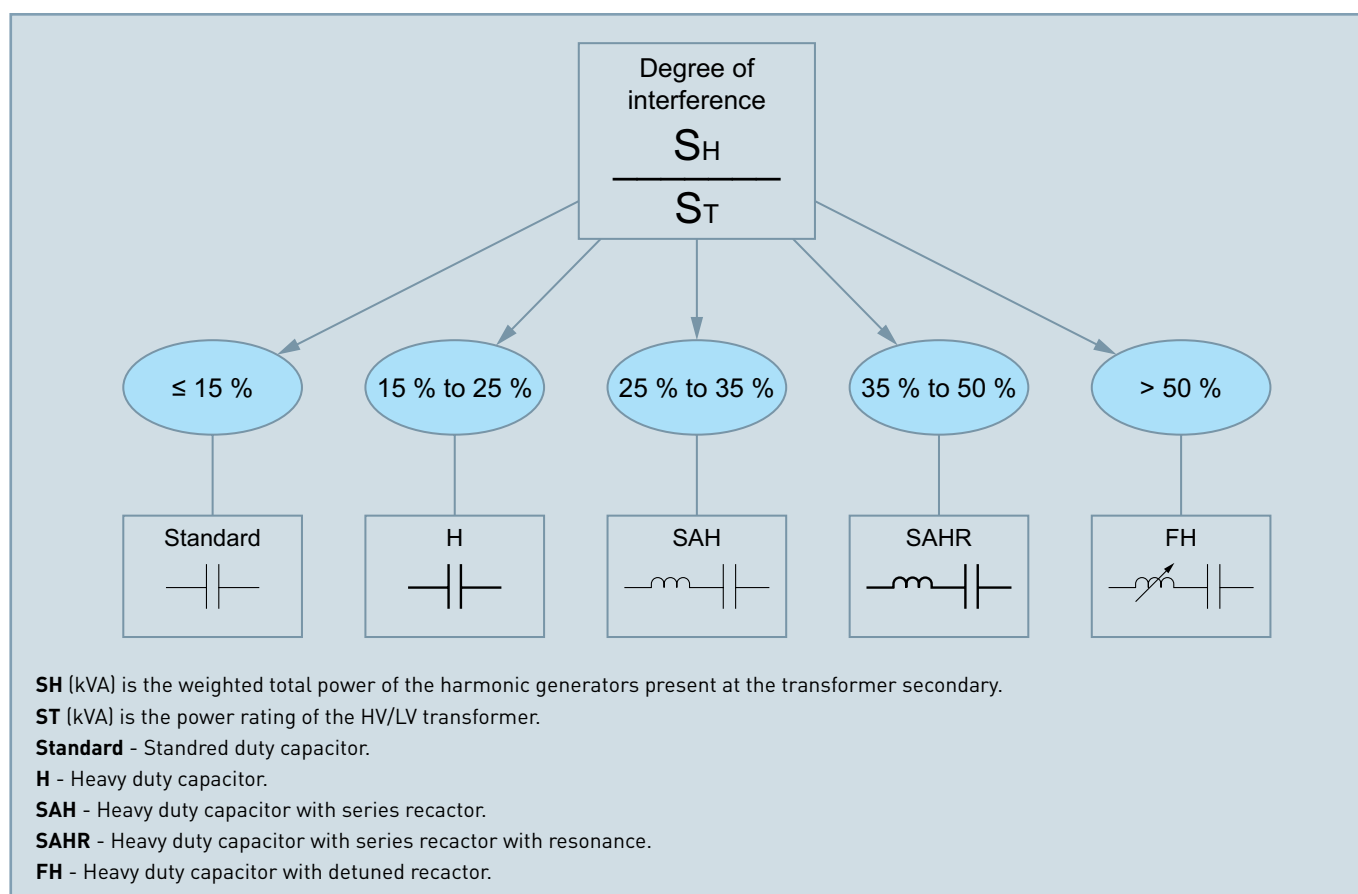 Degree of
interference
SH
ST
≤ 15 %
15 % to 25 %
25 % to 35 %
35 % to 50 %
> 50 %
Standard
H
SAH
SAHR
FH
SH (kVA) is the weighted total power of the harmonic generators present at the transformer secondary.
ST (kVA) is the power rating of the HV/LV transformer.
Standard - Standred duty capacitor.
H - Heavy duty capacitor.
SAH - Heavy duty capacitor with series recactor.
SAHR - Heavy duty capacitor with series recactor with resonance.
FH - Heavy duty capacitor with detuned recactor.